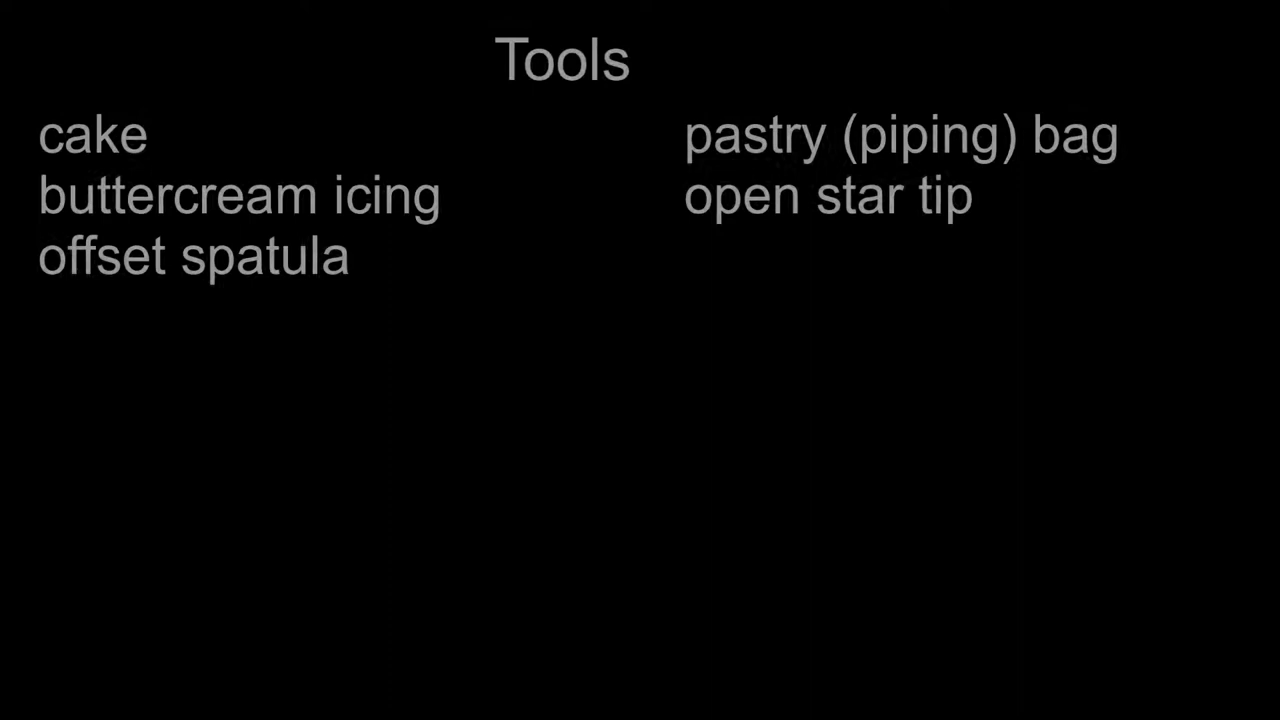 Tools
cake
buttercream icing
offset spatula
pastry (piping) bag
open star tip